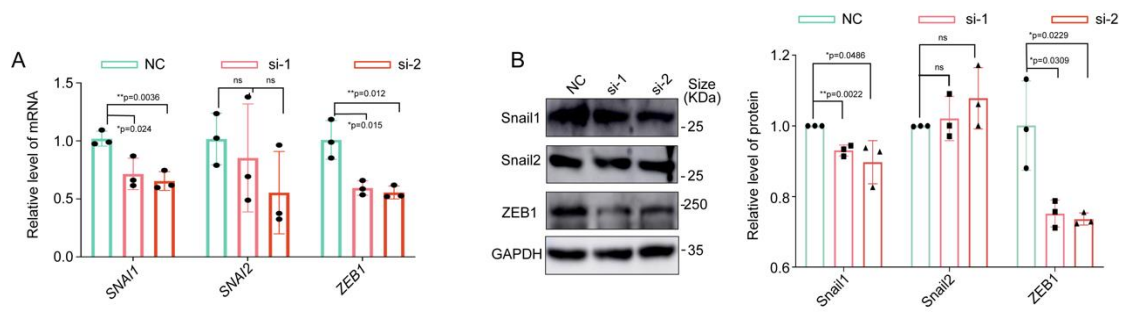 A
NC
si-1
si-2
Relative level of mRNA
1.5
1.0
0.5
0.0
**p=0.0036
*p=0.024
ns
ns
**p=0.012
*p=0.015
SNAI1
SNAI2
ZEB1
B
NC
si-1
si-2
Size
(KDa)
Snail1
-25
Snail2
-25
ZEB1
-250
GAPDH
-35
NC
si-1
si-2
Relative level of protein
1.2
1.0
0.8
0.6
*p=0.0486
**p=0.0022
ns
ns
*p=0.0229
*p=0.0309
Snail1
Snail2
ZEB1